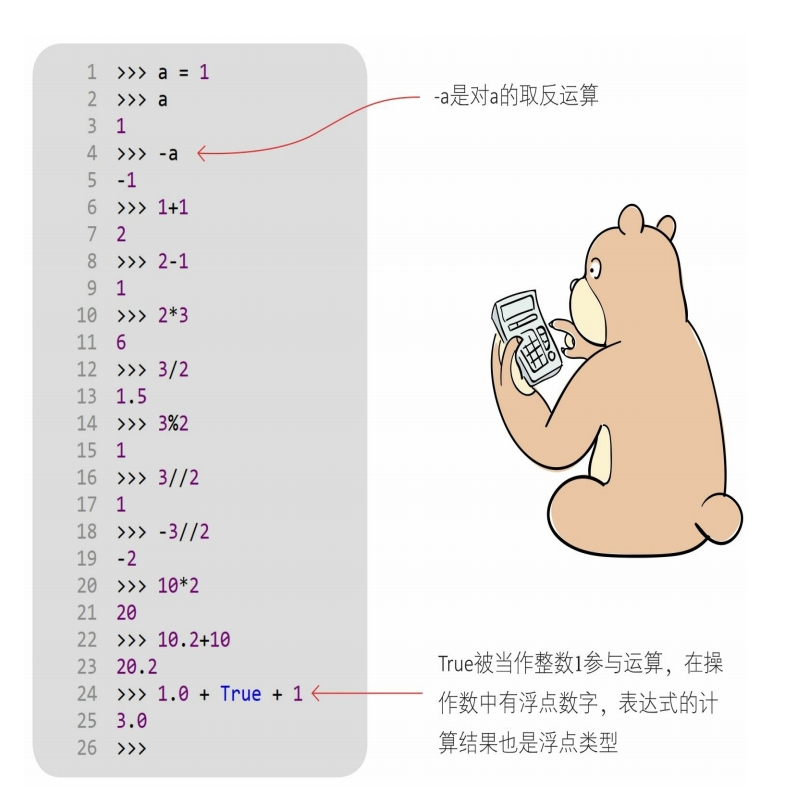 1 >>> a = 1
2 >>> a
3 1
4 >>> -a
5 -1
6 >>> 1+1
7 2
8 >>> 2-1
9 1
10 >>> 2*3
11 6
12 >>> 3/2
13 1.5
14 >>> 3%2
15 1
16 >>> 3//2
17 1
18 >>> -3//2
19 -2
20 >>> 10*2
21 20
22 >>> 10.2+10
23 20.2
24 >>> 1.0 + True + 1
25 3.0
26 >>>
-a是对a的取反运算
True被当作整数1参与运算，在操
作数中有浮点数字，表达式的计
算结果也是浮点类型